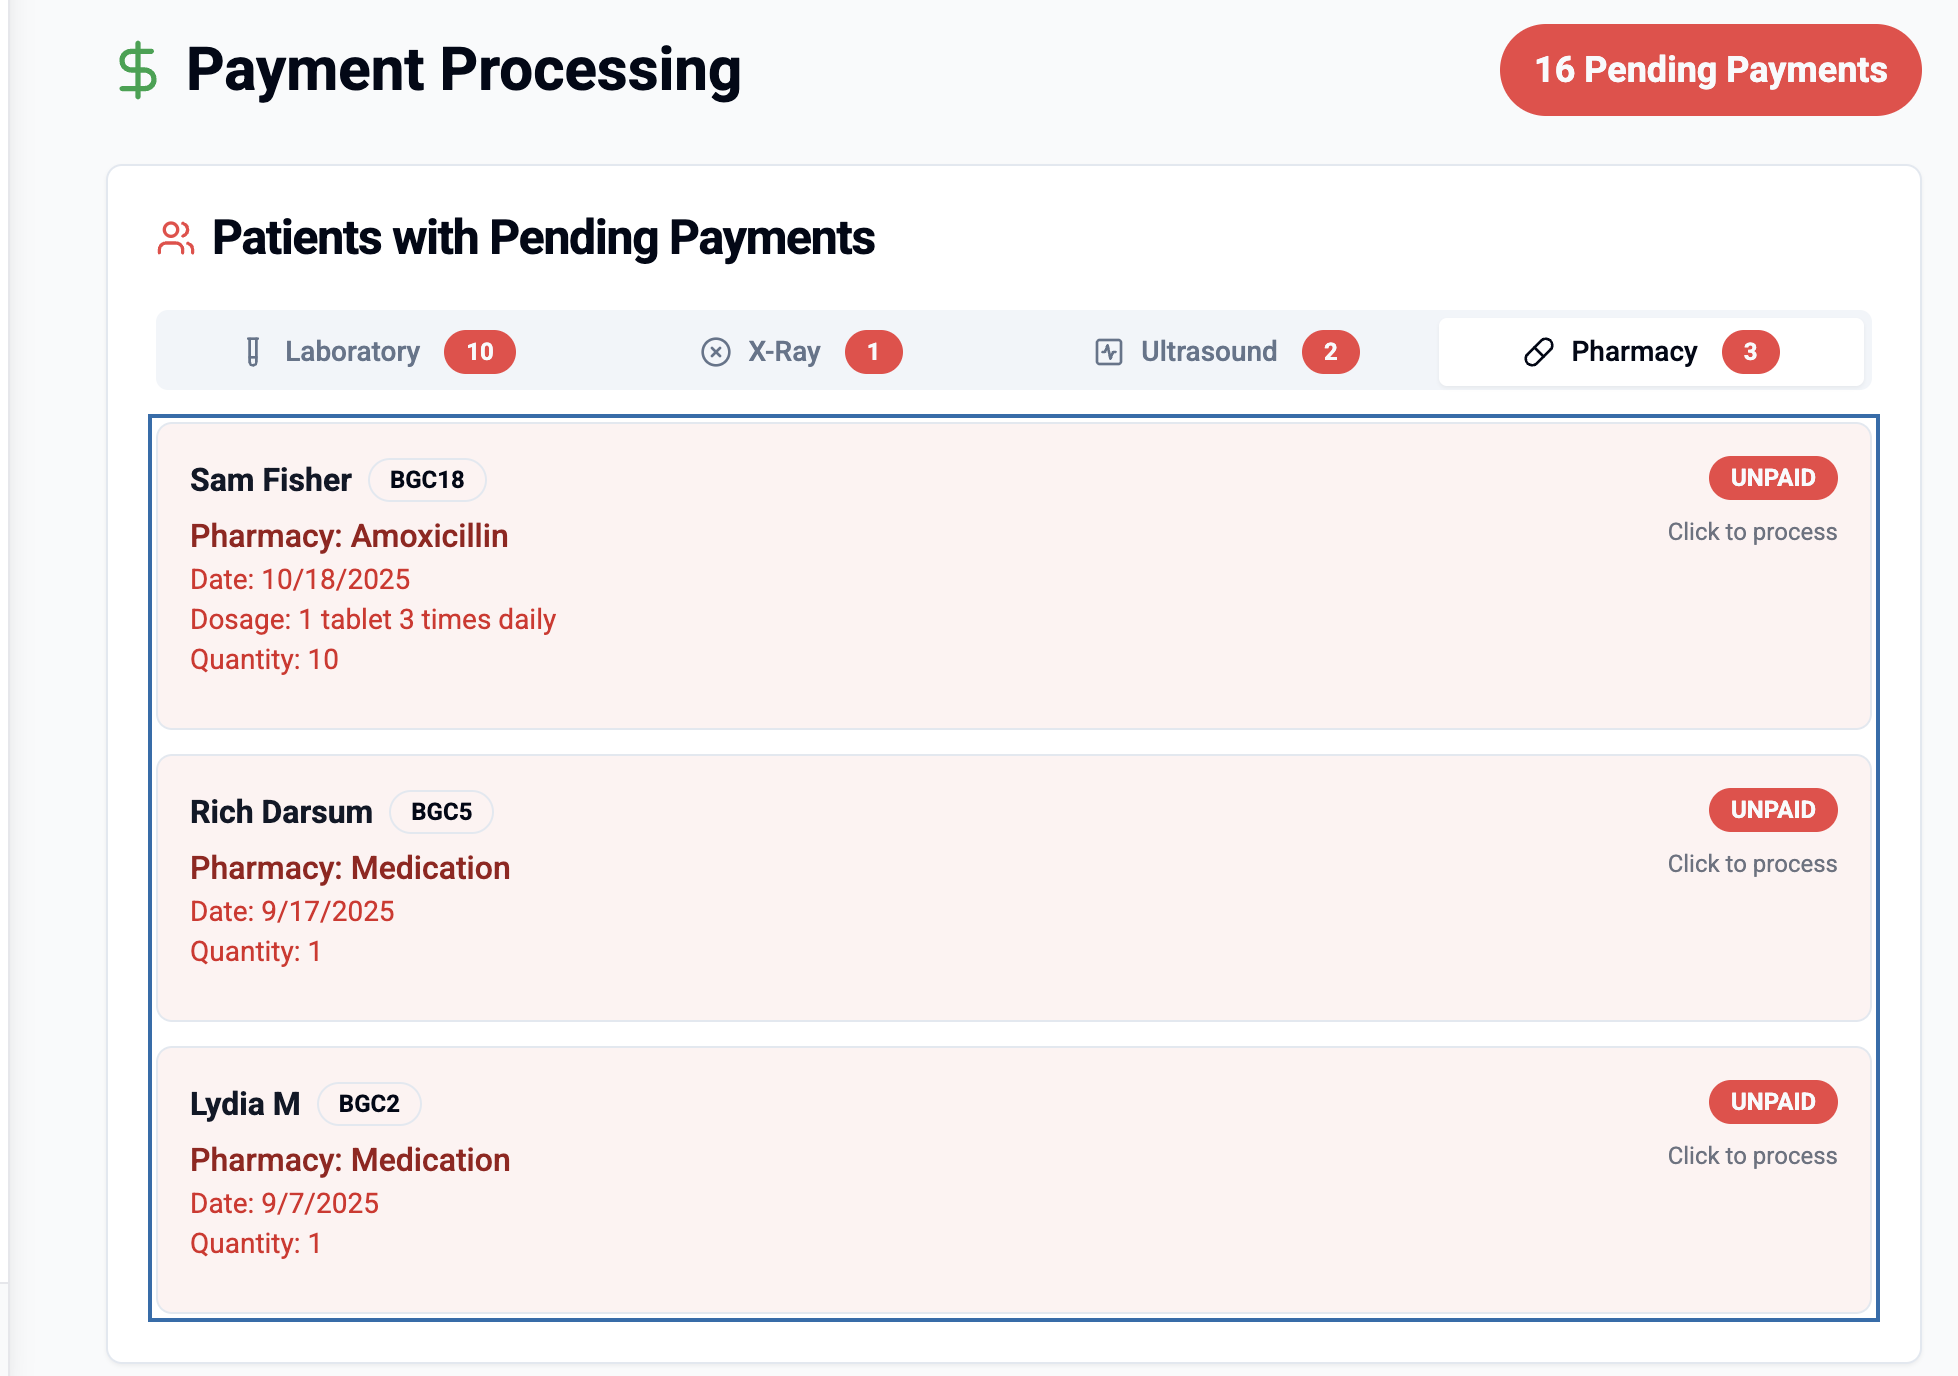 Payment Processing
16 Pending Payments
Patients with Pending Payments
Laboratory 10
X-Ray 1
Ultrasound 2
Pharmacy 3
Sam Fisher BGC18
UNPAID
Pharmacy: Amoxicillin
Click to process
Date: 10/18/2025
Dosage: 1 tablet 3 times daily
Quantity: 10
Rich Darsum BGC5
UNPAID
Pharmacy: Medication
Click to process
Date: 9/17/2025
Quantity: 1
Lydia M BGC2
UNPAID
Pharmacy: Medication
Click to process
Date: 9/7/2025
Quantity: 1